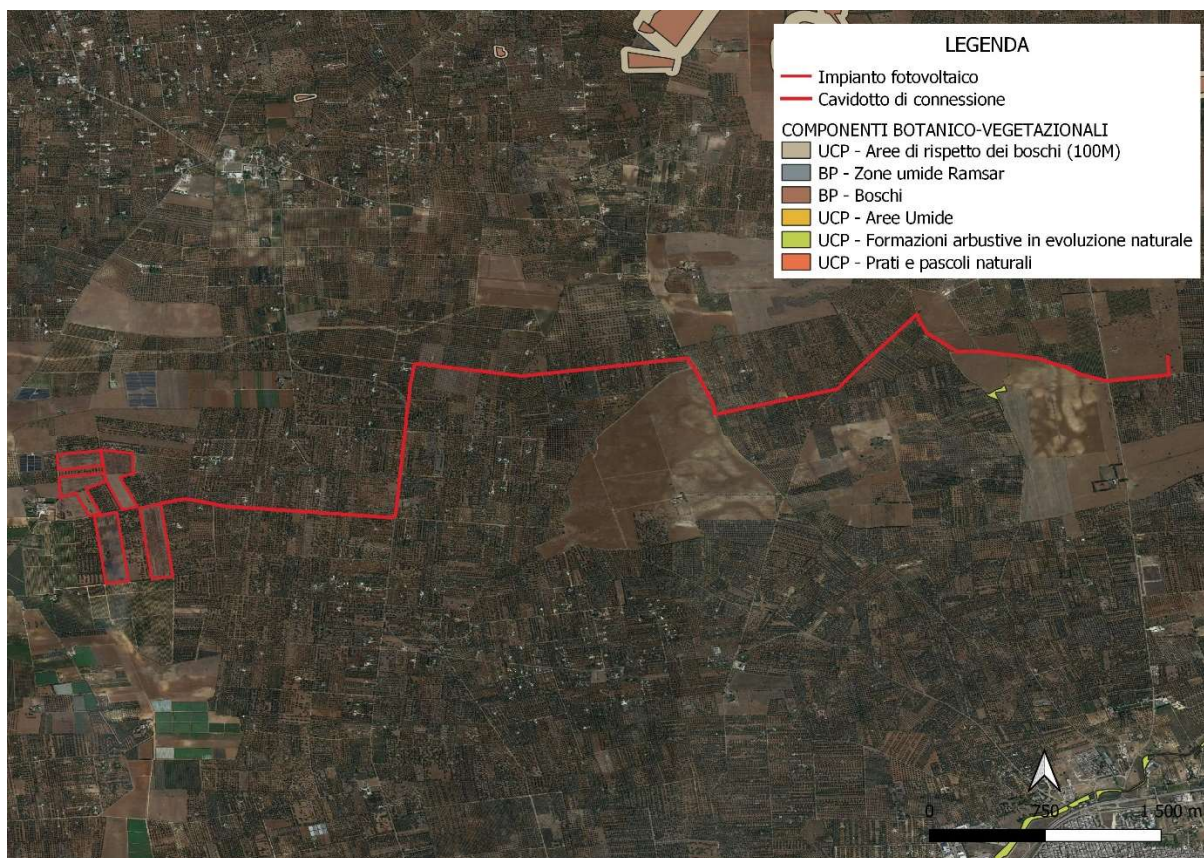 LEGENDA
Impianto fotovoltaico
Cavidotto di connessione
COMPONENTI BOTANICO-VEGETAZIONALI
UCP - Aree di rispetto dei boschi (100M)
BP - Zone umide Ramsar
BP - Boschi
UCP - Aree Umide
UCP - Formazioni arbustive in evoluzione naturale
UCP - Prati e pascoli naturali
0 750 1 500 m